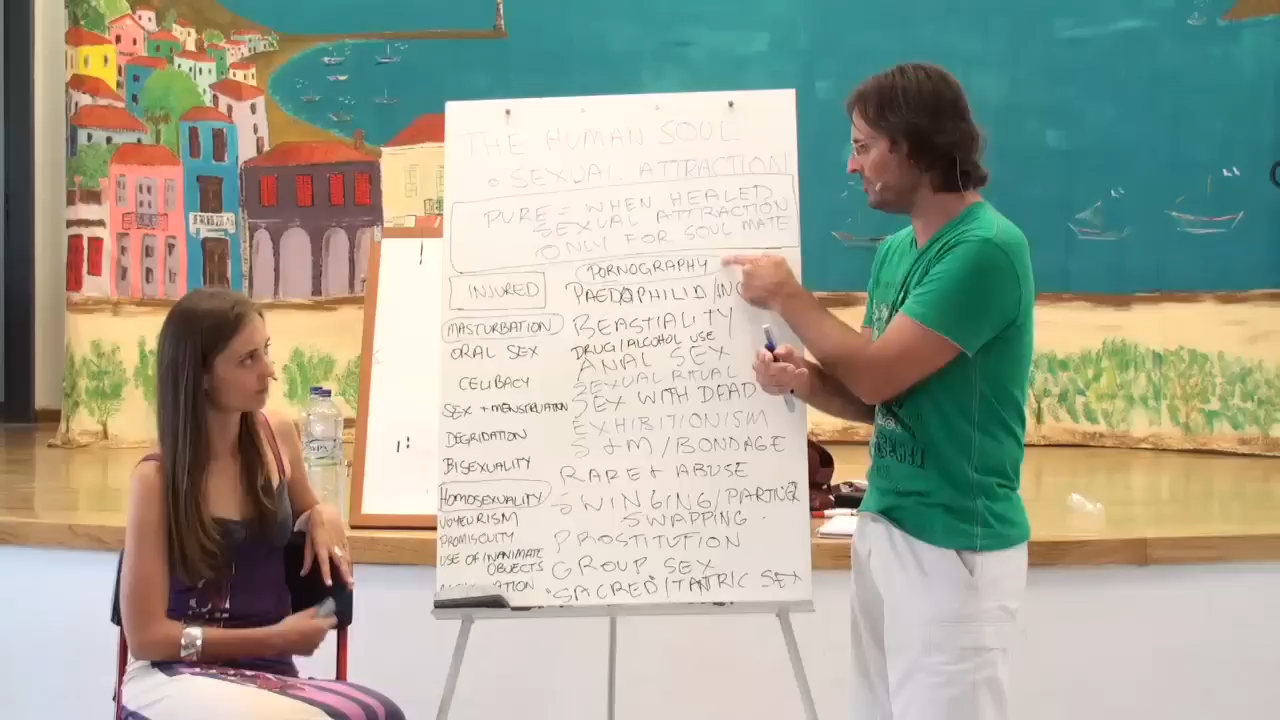 THE HUMAN SOUL
SEXUAL ATTRACTION
PURE = WHEN HEALED
SEXUAL ATTRACTION
ONLY FOR SOUL MATE
INJURED
MASTURBATION
ORAL SEX
CELIBACY
SEX + MENSTRUATION
DEGRIDATION
BISEXUALITY
HOMOSEXUALITY
VOYEURISM
PROMISCUITY
USE OF INANIMATE
OBJECTS
PORNOGRAPHY
PAEDOPHILIA/INC
BEASTIALITY
DRUG/ALCOHOL USE
ANAL SEX
SEXUAL RITUAL
SEX WITH DEAD
EXHIBITIONISM
S+M/BONDAGE
RAPE + ABUSE
SWINGING/PARTNER
SWAPPING
PROSTITUTION
GROUP SEX
SACRED/TANTRIC SEX